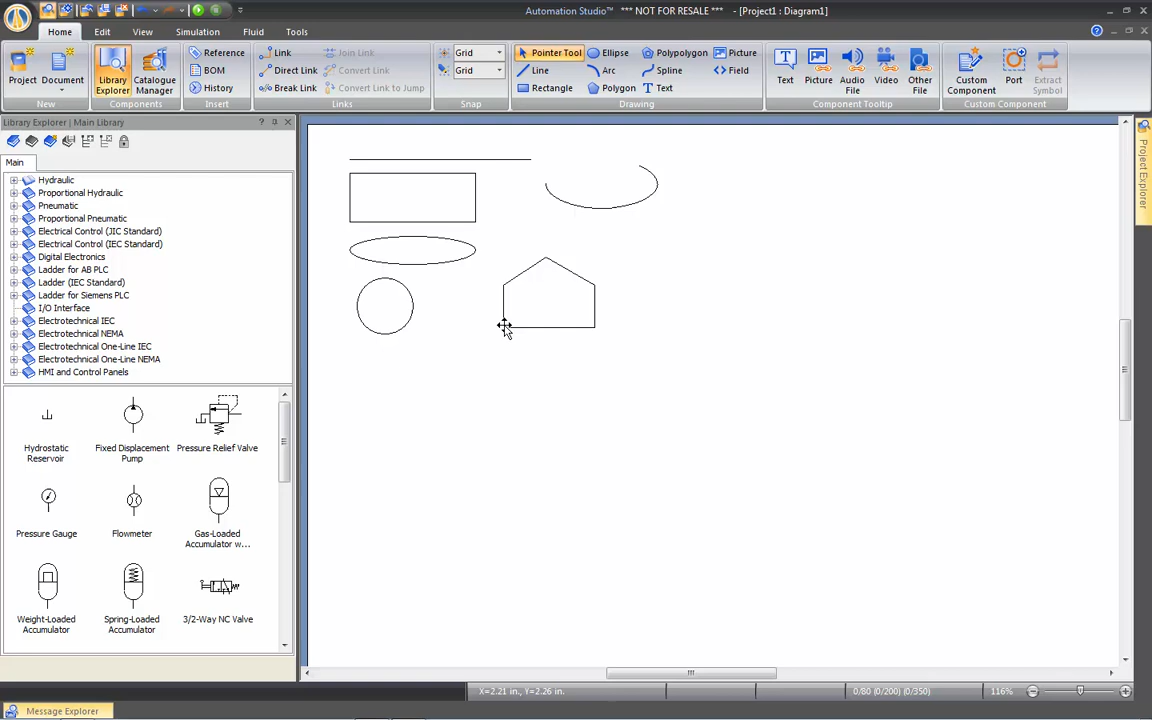 Automation Studio™ *** NOT FOR RESALE *** - [Project1 : Diagram1]
Home Edit View Simulation Fluid Tools
Project Document
New
Library Explorer Catalogue Manager
Components
Reference
BOM
History
Insert
Link Join Link
Direct Link Convert Link
Break Link Convert Link to Jump
Links
Grid
Grid
Snap
Pointer Tool Ellipse Polypolygon Picture
Line Arc Spline Field
Rectangle Polygon Text
Drawing
Text Picture Audio File Video Other File
Component Tooltip
Custom Component Port Extract Symbol
Custom Component
Library Explorer | Main Library
Main
Hydraulic
Proportional Hydraulic
Pneumatic
Proportional Pneumatic
Electrical Control (JIC Standard)
Electrical Control (IEC Standard)
Digital Electronics
Ladder for AB PLC
Ladder (IEC Standard)
Ladder for Siemens PLC
I/O Interface
Electrotechnical IEC
Electrotechnical NEMA
Electrotechnical One-Line IEC
Electrotechnical One-Line NEMA
HMI and Control Panels
Hydrostatic Reservoir
Fixed Displacement Pump
Pressure Relief Valve
Pressure Gauge
Flowmeter
Gas-Loaded Accumulator w...
Weight-Loaded Accumulator
Spring-Loaded Accumulator
3/2-Way NC Valve
Project Explorer
X=2.21 in., Y=2.26 in. 0/80 (0/200) (0/350) 116%
Message Explorer